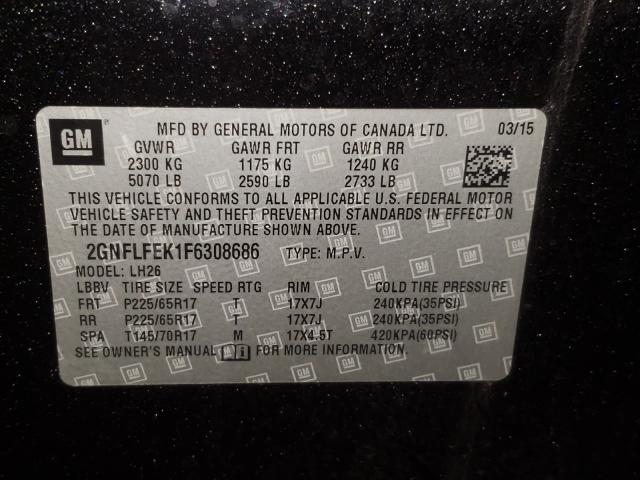 GM MFD BY GENERAL MOTORS OF CANADA LTD. 03/15
GVWR GAWR FRT GAWR RR
2300 KG 1175 KG 1240 KG
5070 LB 2590 LB 2733 LB
THIS VEHICLE CONFORMS TO ALL APPLICABLE U.S. FEDERAL MOTOR
VEHICLE SAFETY AND THEFT PREVENTION STANDARDS IN EFFECT ON
THE DATE OF MANUFACTURE SHOWN ABOVE.
2GNFLFEK1F6308686 TYPE: M.P.V.
MODEL: LH26
LBBV TIRE SIZE SPEED RTG RIM COLD TIRE PRESSURE
FRT P225/65R17 T 17X7J 240KPA(35PSI)
RR P225/65R17 T 17X7J 240KPA(35PSI)
SPA T145/70R17 M 17X4.5T 420KPA(60PSI)
SEE OWNER'S MANUAL FOR MORE INFORMATION.